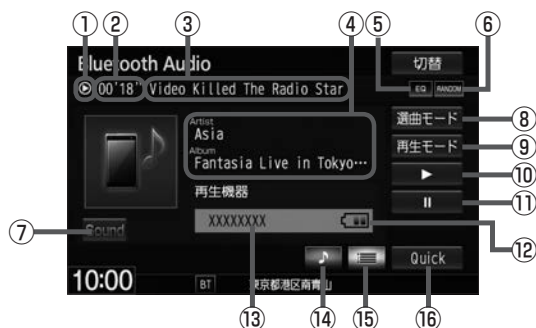 ① ② ③ ④ ⑤ ⑥
Bluetooth Audio 切替
00'18" Video Killed The Radio Star EQ RANDOM
Artist
Asia
Album
Fantasia Live in Tokyo…
選曲モード ⑧
再生モード ⑨
⑩
⑪
再生機器
XXXXXXXX
⑦ Sound
⑫
Quick
10:00 BT 東京都港区南青山
⑬ ⑭ ⑮ ⑯